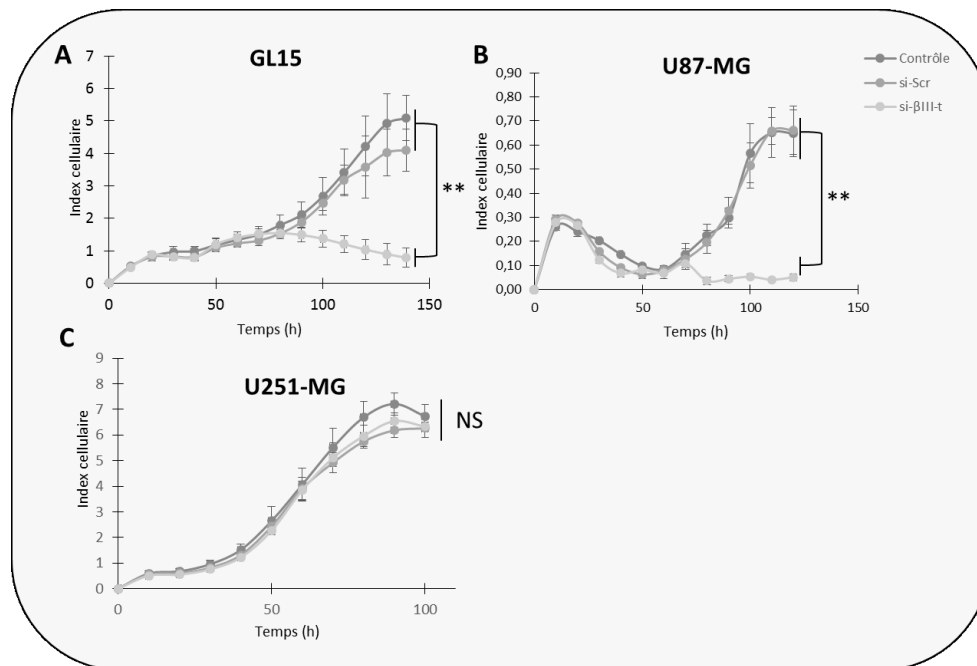 A
GL15
7
6
5
4
3
2
1
0
Index cellulaire
0
50
100
150
Temps (h)
**
B
U87-MG
0,90
0,80
0,70
0,60
0,50
0,40
0,30
0,20
0,10
0,00
Index cellulaire
0
50
100
150
Temps (h)
**
Contrôle
si-Scr
si-βIII-t
C
U251-MG
9
8
7
6
5
4
3
2
1
0
Index cellulaire
0
50
100
Temps (h)
NS